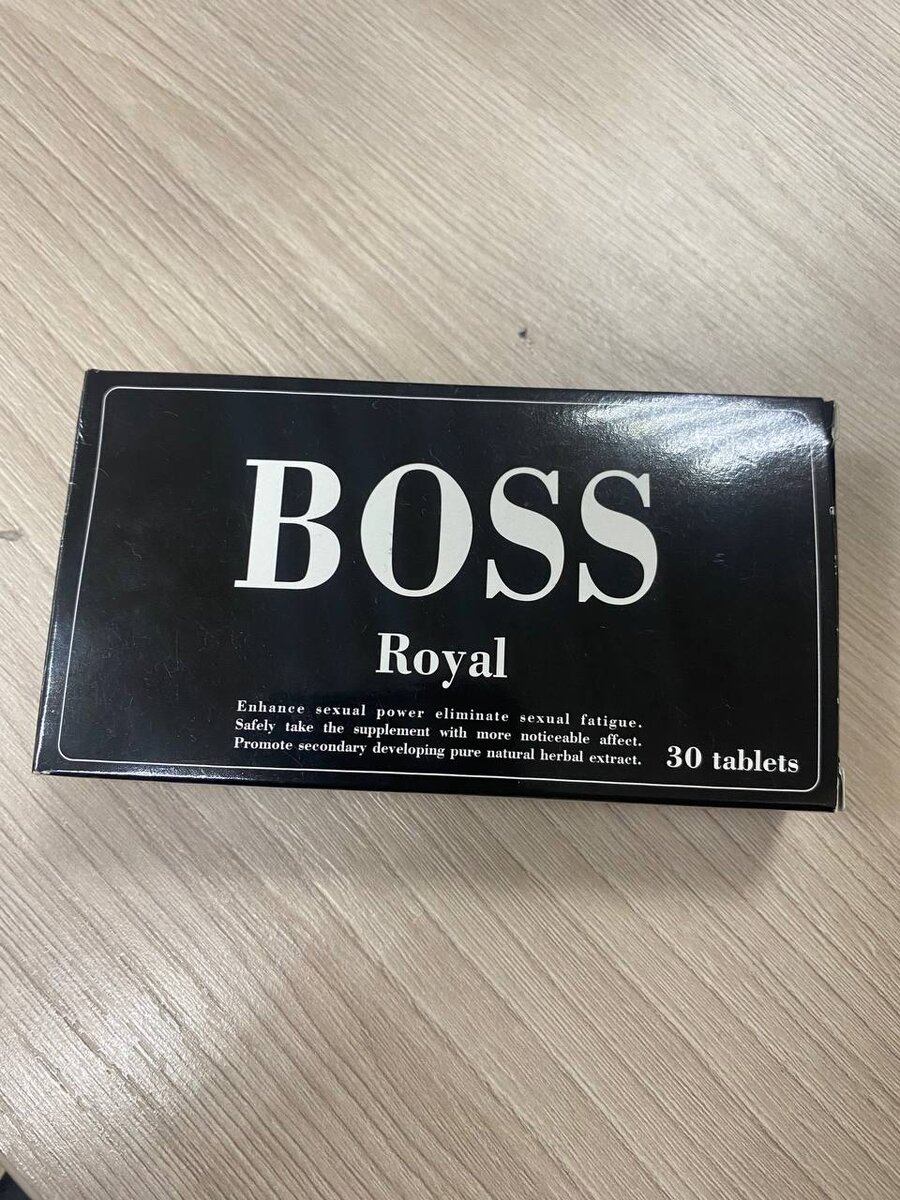 BOSS
Royal
Enhance sexual power eliminate sexual fatigue.
Safely take the supplement with more noticeable affect.
Promote secondary developing pure natural herbal extract.
30 tablets